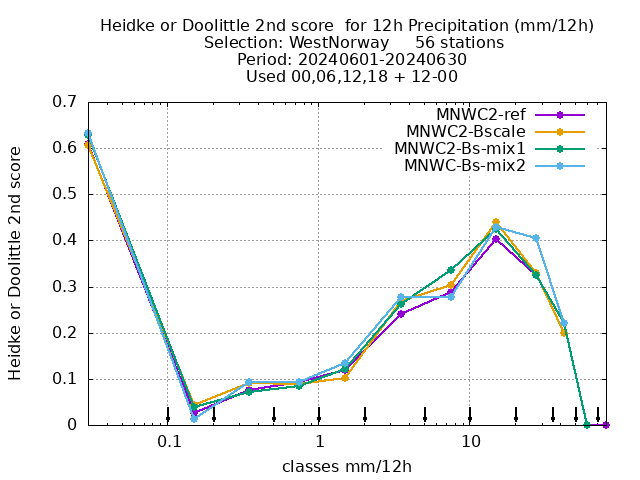 Heidke or Doolittle 2nd score  for 12h Precipitation (mm/12h)
Selection: WestNorway     56 stations
Period: 20240601-20240630
Used 00,06,12,18 + 12-00
MNWC2-ref
MNWC2-Bscale
MNWC2-Bs-mix1
MNWC-Bs-mix2
Heidke or Doolittle 2nd score
0.7
0.6
0.5
0.4
0.3
0.2
0.1
0
0.1 1 10
classes mm/12h